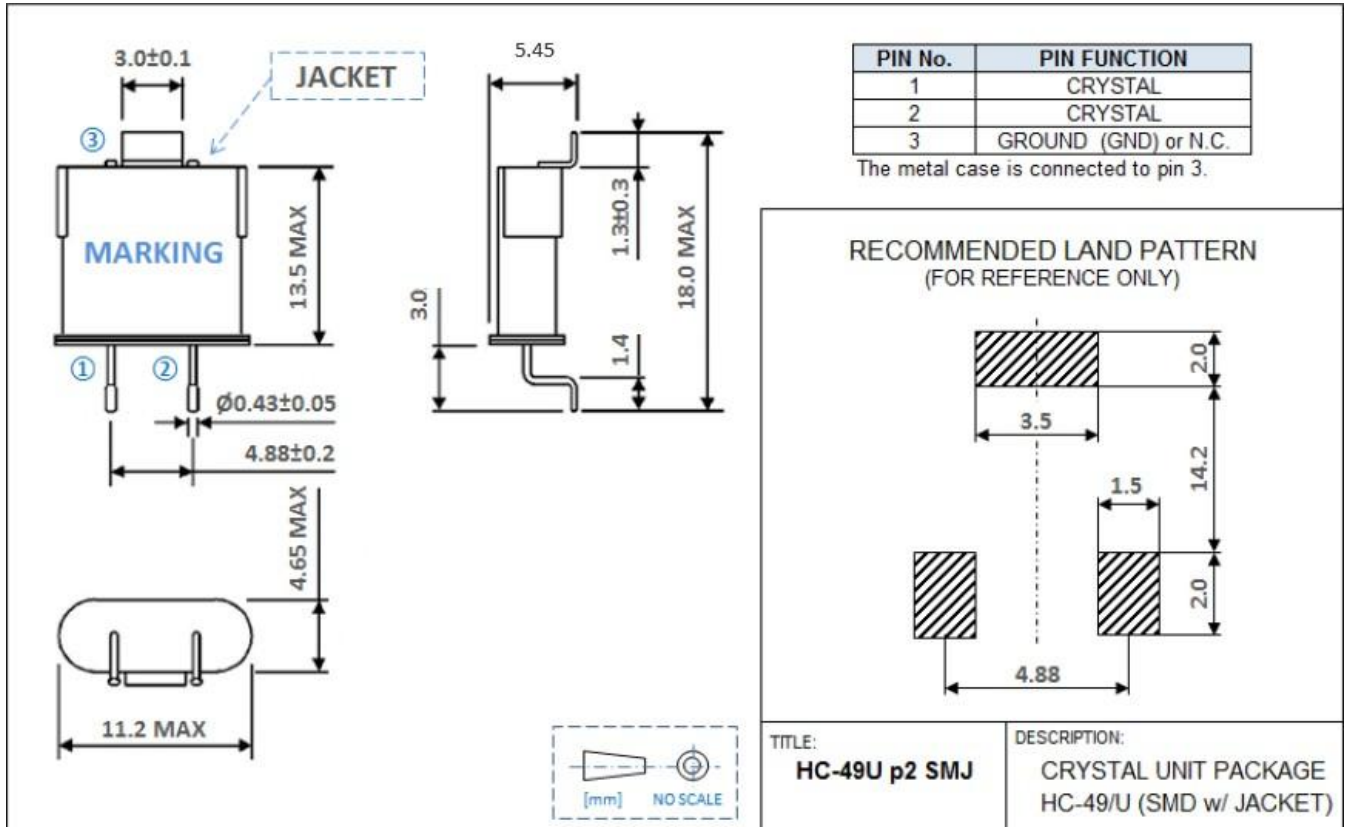 3.0±0.1
JACKET
③
MARKING
13.5 MAX
①
②
Ø0.43±0.05
4.88±0.2
4.65 MAX
11.2 MAX
5.45
1.3±0.3
18.0 MAX
3.0
1.4
[mm] NO SCALE
PIN No. PIN FUNCTION
1 CRYSTAL
2 CRYSTAL
3 GROUND (GND) or N.C.
The metal case is connected to pin 3.
RECOMMENDED LAND PATTERN
(FOR REFERENCE ONLY)
2.0
3.5
14.2
1.5
2.0
4.88
TITLE:
HC-49U p2 SMJ
DESCRIPTION:
CRYSTAL UNIT PACKAGE
HC-49/U (SMD w/ JACKET)